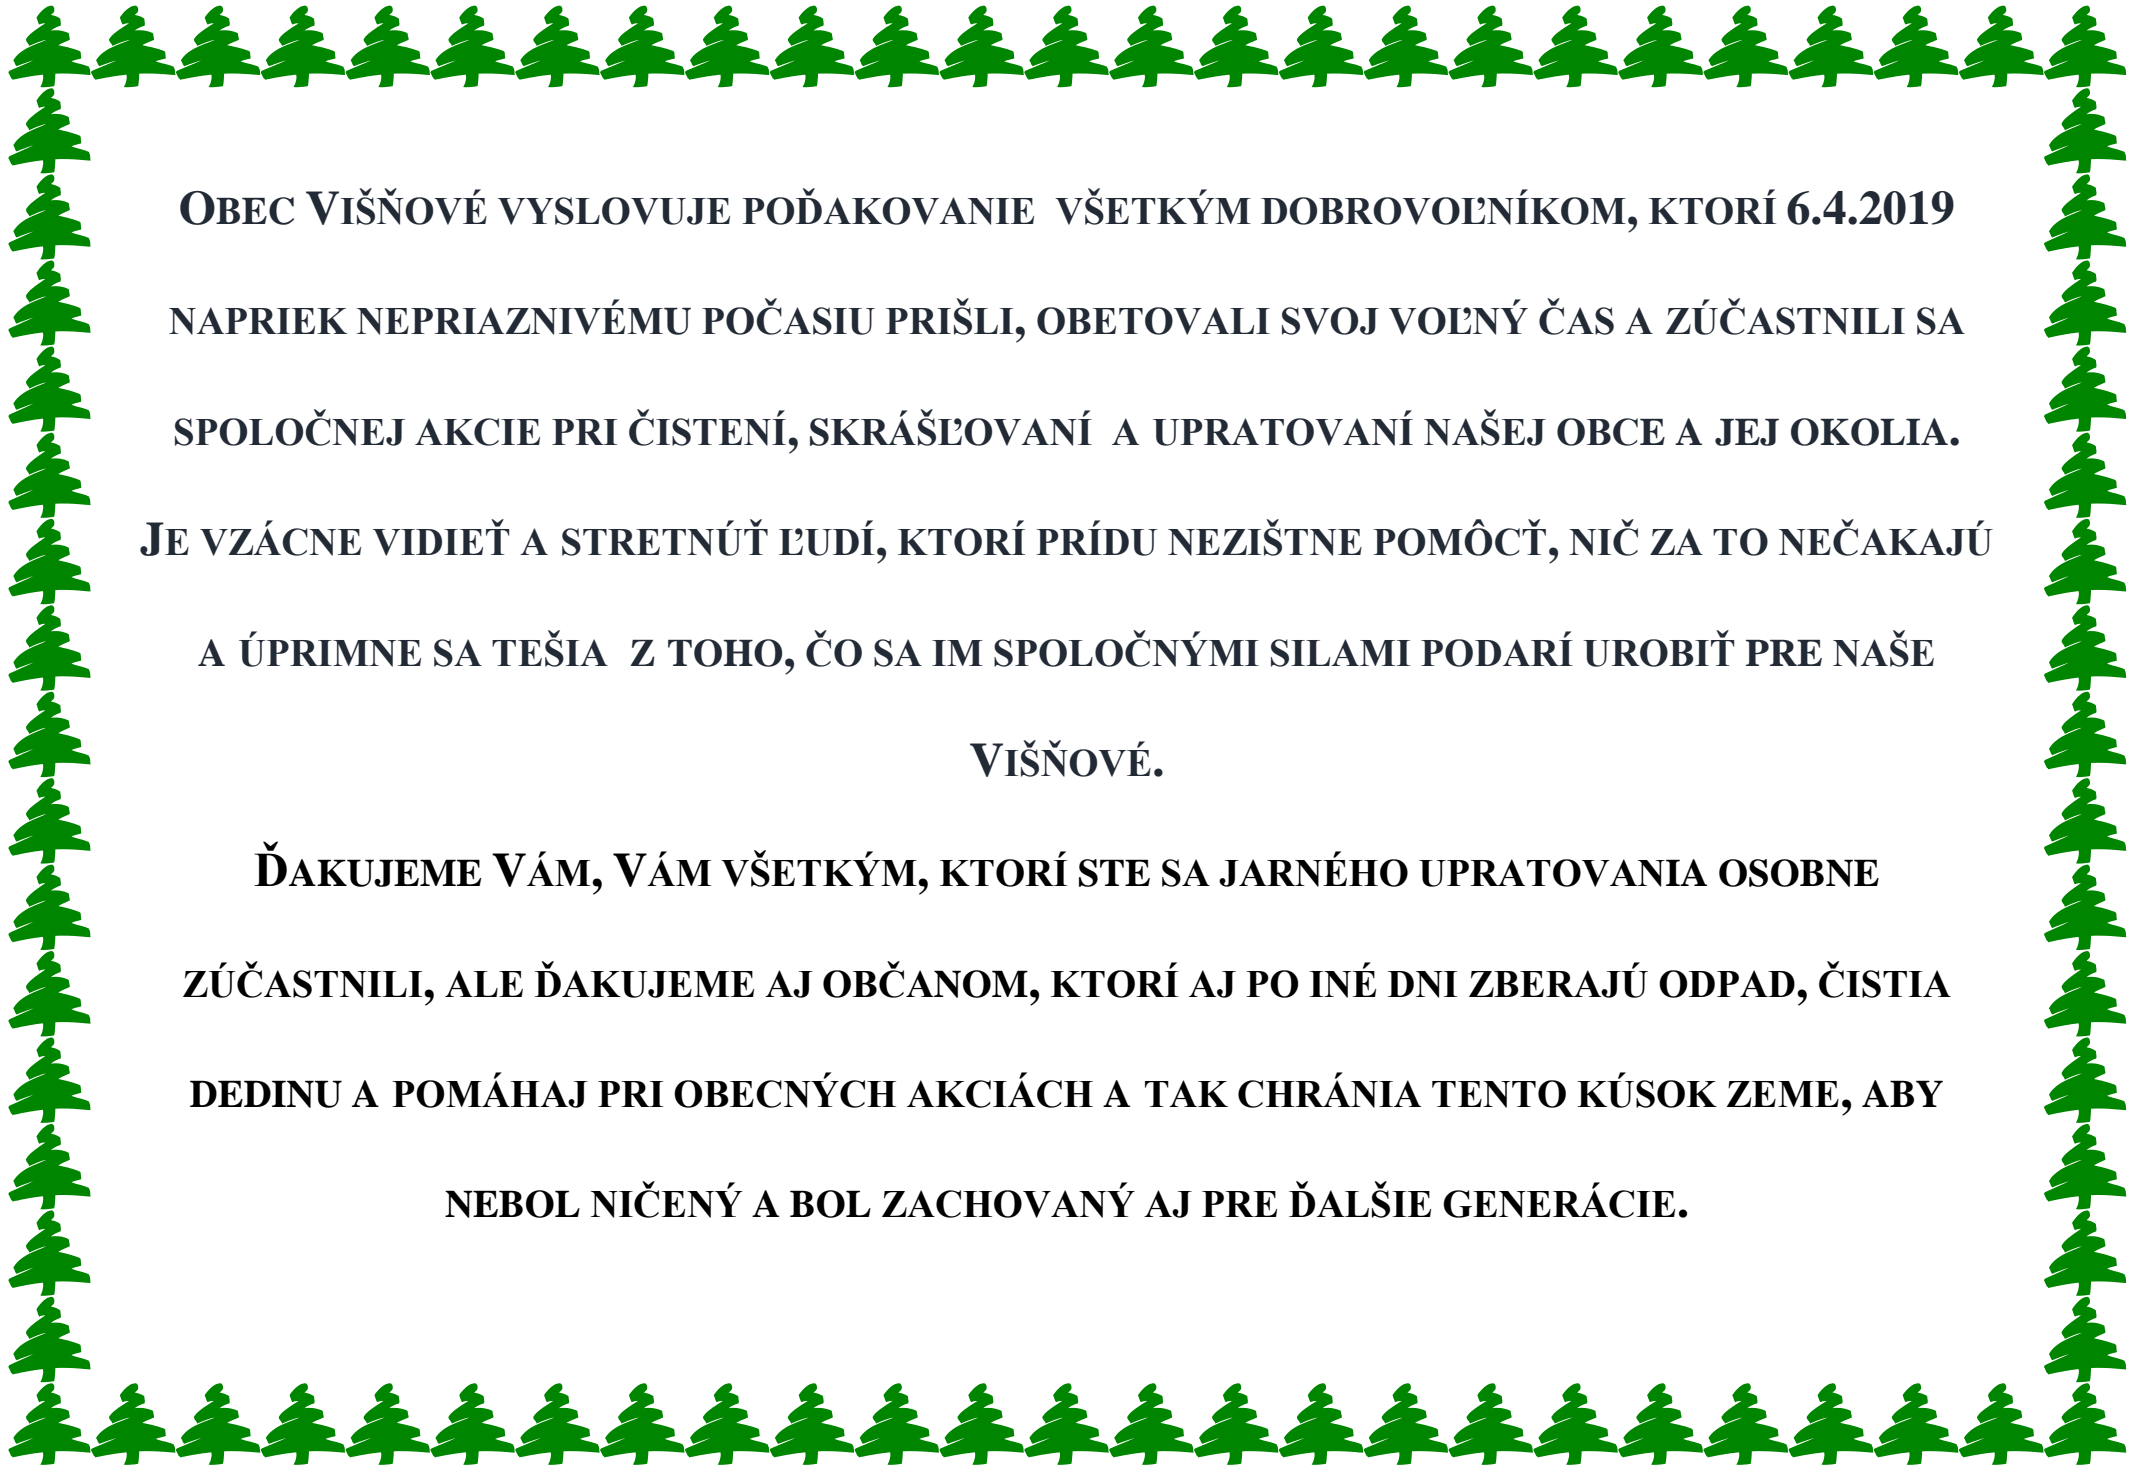 Obec Višňové vyslovuje poďakovanie všetkým dobrovoľníkom, ktorí 6.4.2019
napriek nepriaznivému počasiu prišli, obetovali svoj voľný čas a zúčastnili sa
spoločnej akcie pri čistení, skrášľovaní a upratovaní našej obce a jej okolia.
Je vzácne vidieť a stretnúť ľudí, ktorí prídu nezištne pomôcť, nič za to nečakajú
a úprimne sa tešia z toho, čo sa im spoločnými silami podarí urobiť pre naše
Višňové.
Ďakujeme Vám, Vám všetkým, ktorí ste sa jarného upratovania osobne
zúčastnili, ale ďakujeme aj občanom, ktorí aj po iné dni zberajú odpad, čistia
dedinu a pomáhaj pri obecných akciách a tak chránia tento kúsok zeme, aby
nebol ničený a bol zachovaný aj pre ďalšie generácie.